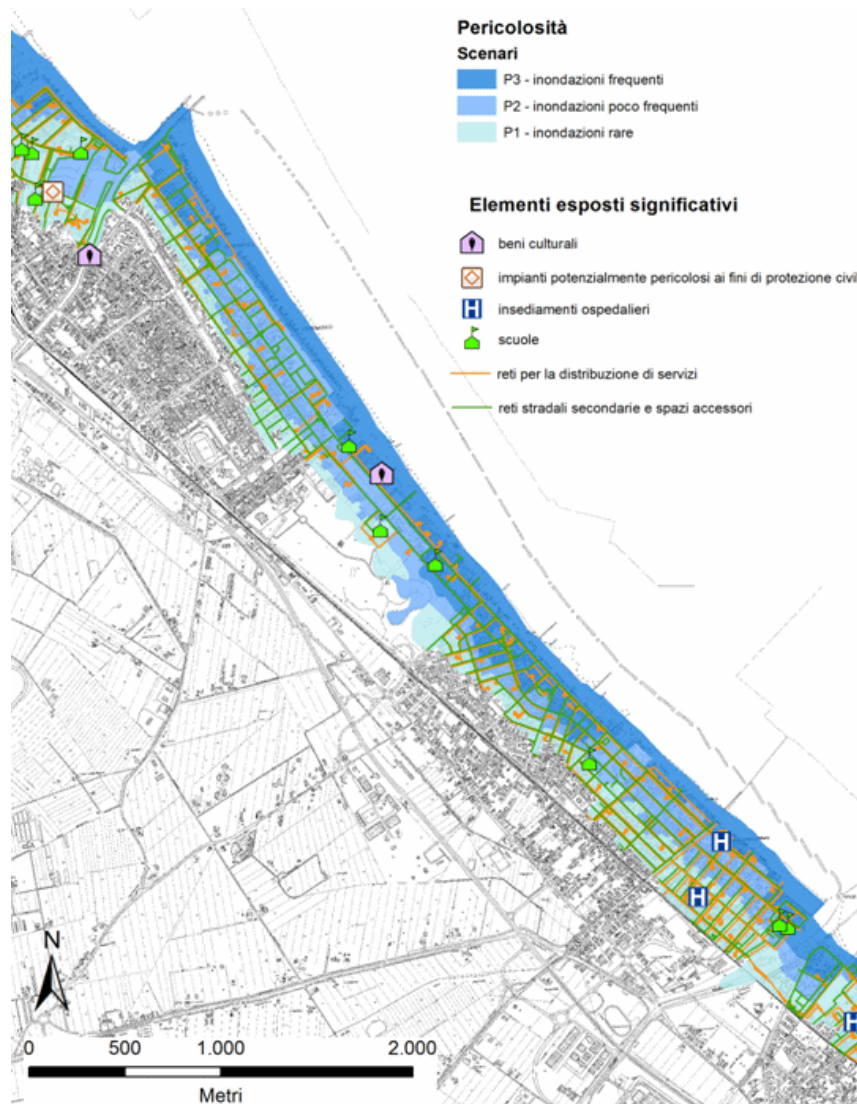 Pericolosità
Scenari
P3 - inondazioni frequenti
P2 - inondazioni poco frequenti
P1 - inondazioni rare
Elementi esposti significativi
beni culturali
impianti potenzialmente pericolosi ai fini di protezione civil
H insediamenti ospedalieri
scuole
reti per la distribuzione di servizi
reti stradali secondarie e spazi accessori
H
H
H
N
0 500 1.000 2.000
Metri